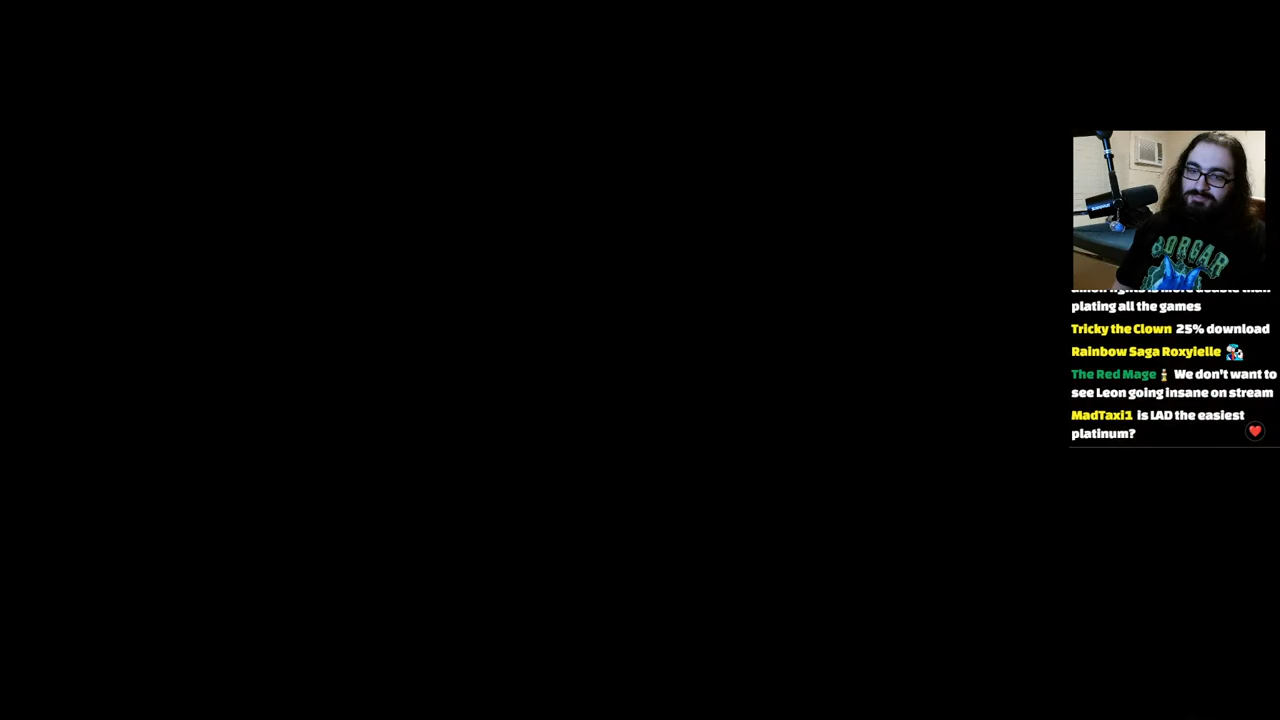 BORGAR
plating all the games
Tricky the Clown 25% download
Rainbow Saga Roxyielle
The Red Mage We don't want to
see Leon going insane on stream
MadTaxi1 is LAD the easiest
platinum?